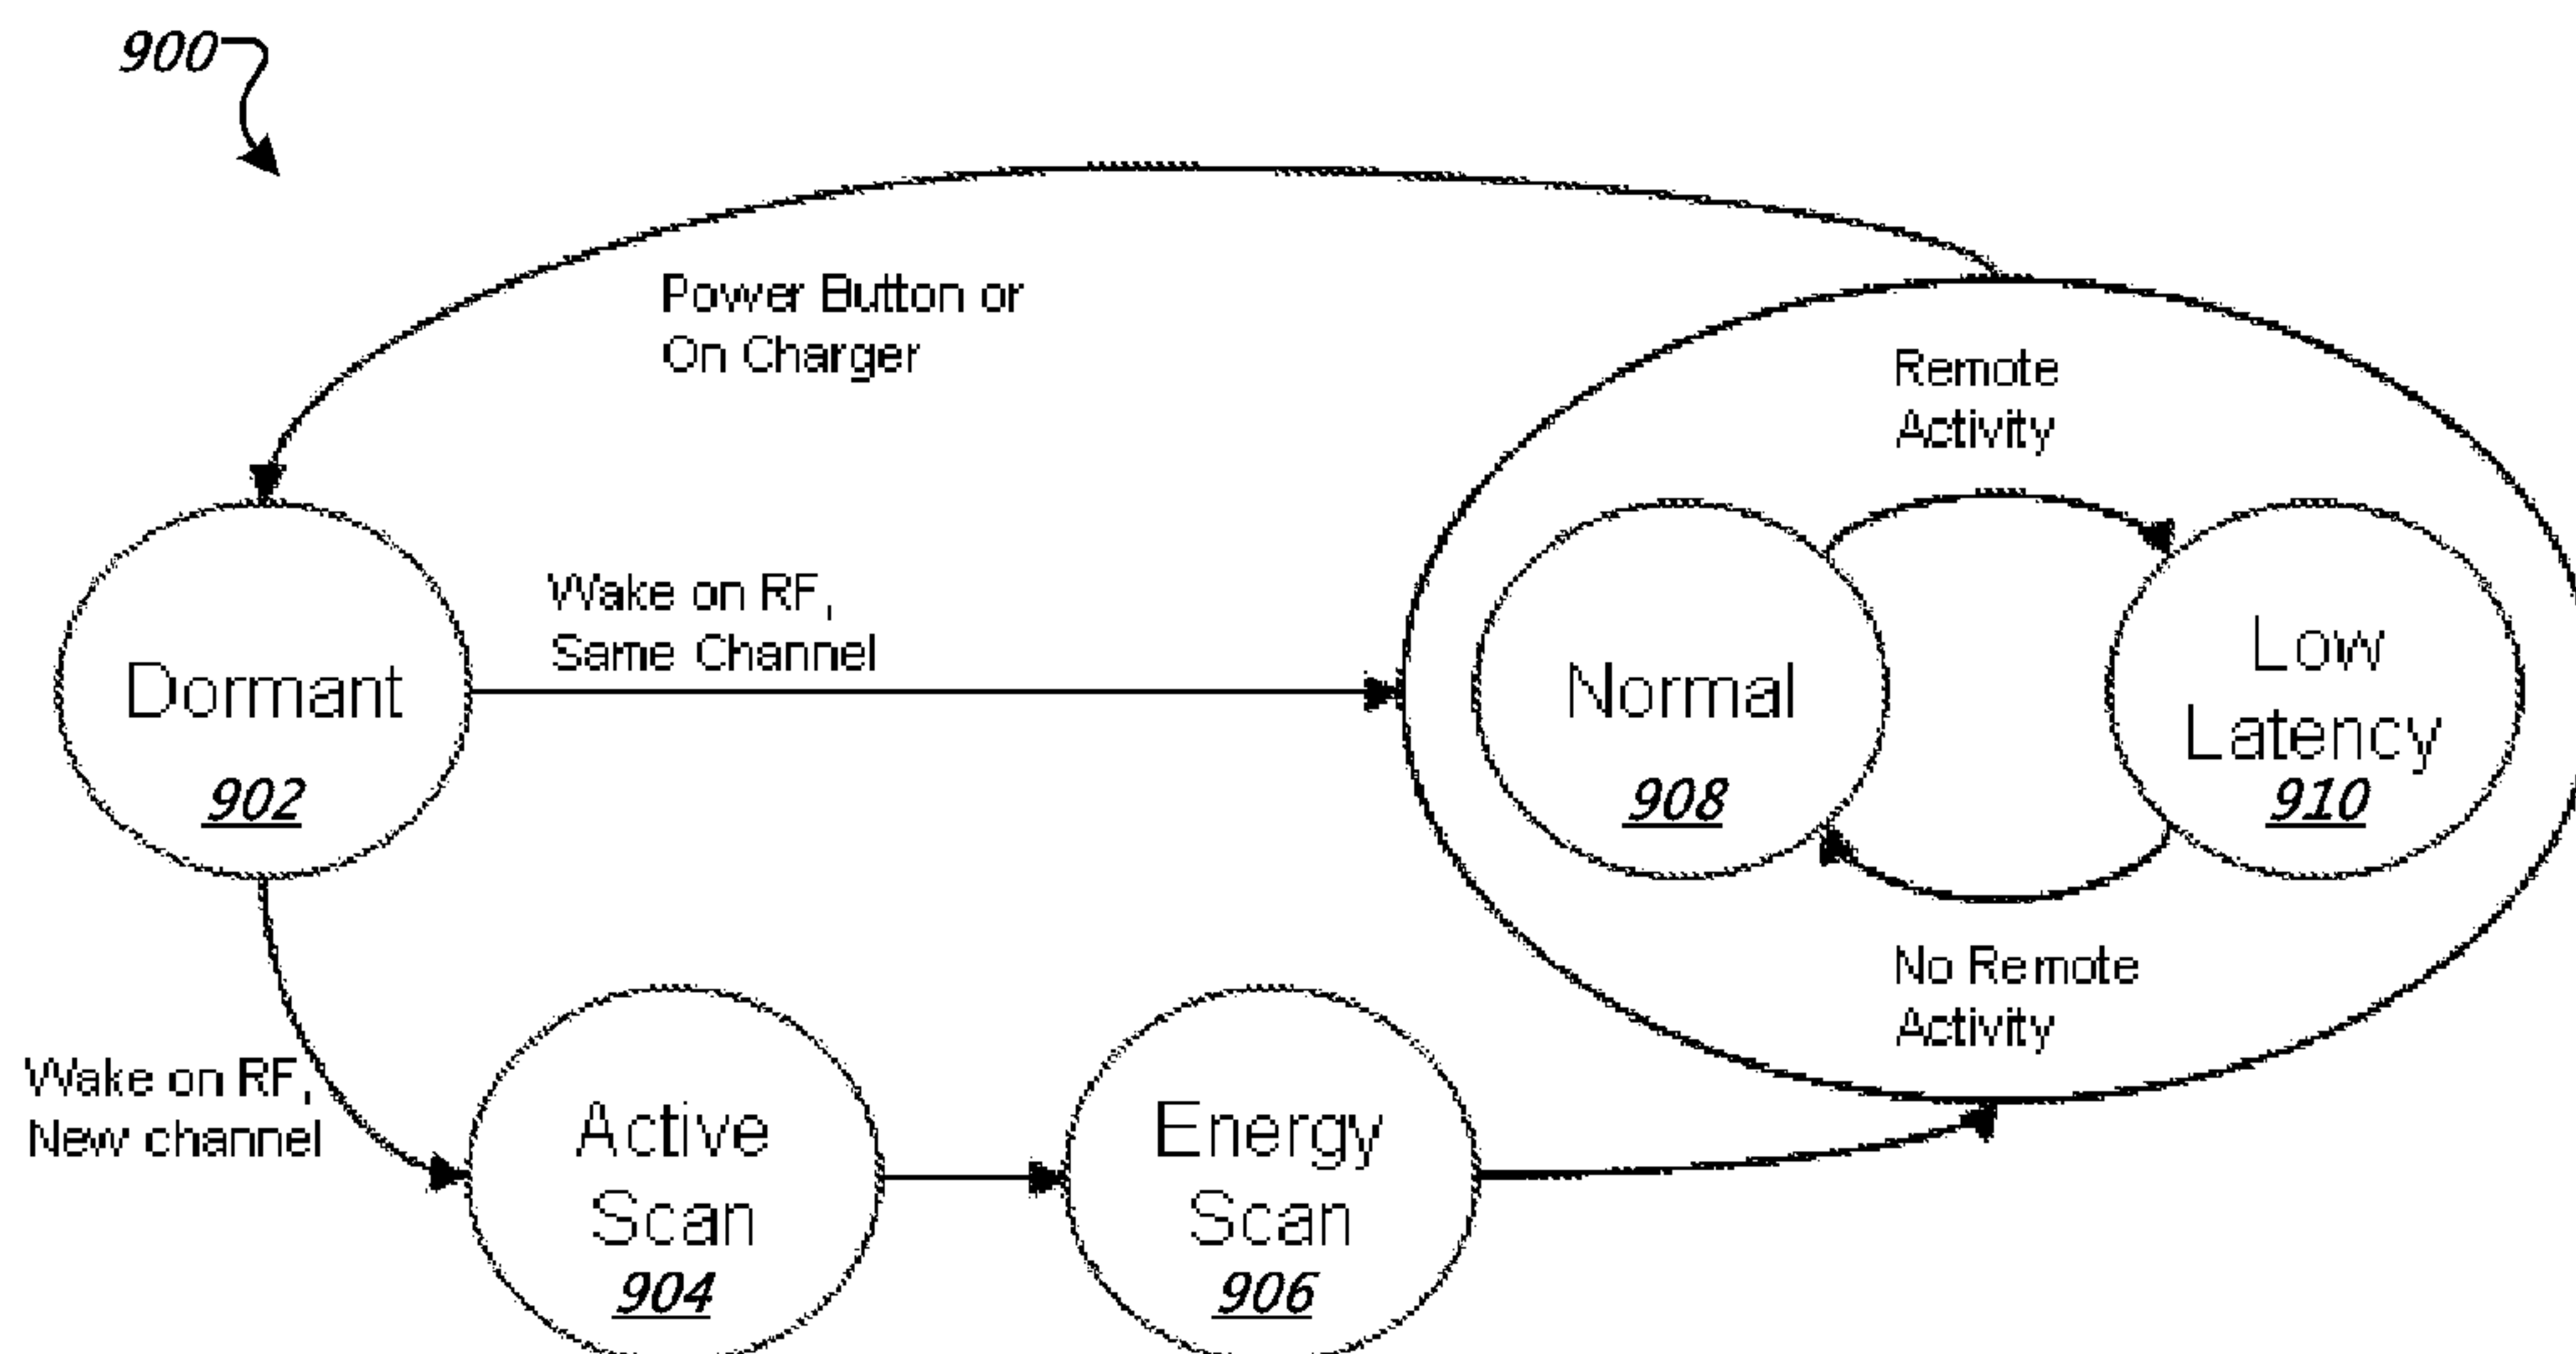 900
Power Button or
On Charger
Remote
Activity
Wake on RF,
Same Channel
Dormant
902
Normal
908
Low
Latency
910
No Remote
Activity
Wake on RF,
New channel
Active
Scan
904
Energy
Scan
906